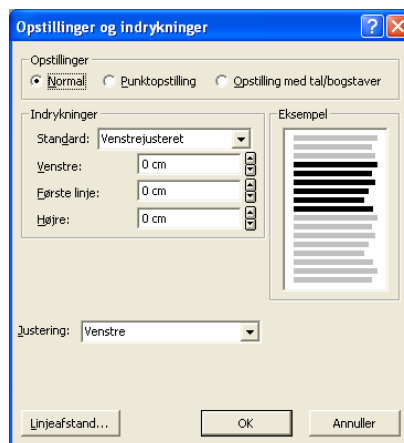 Opstillinger og indrykninger
Opstillinger
Normal Punktopstilling Opstilling med tal/bogstaver
Indrykninger
Standard: Venstrejusteret
Venstre: 0 cm
Første linje: 0 cm
Højre: 0 cm
Eksempel
Justering: Venstre
Linjeafstand... OK Annuller